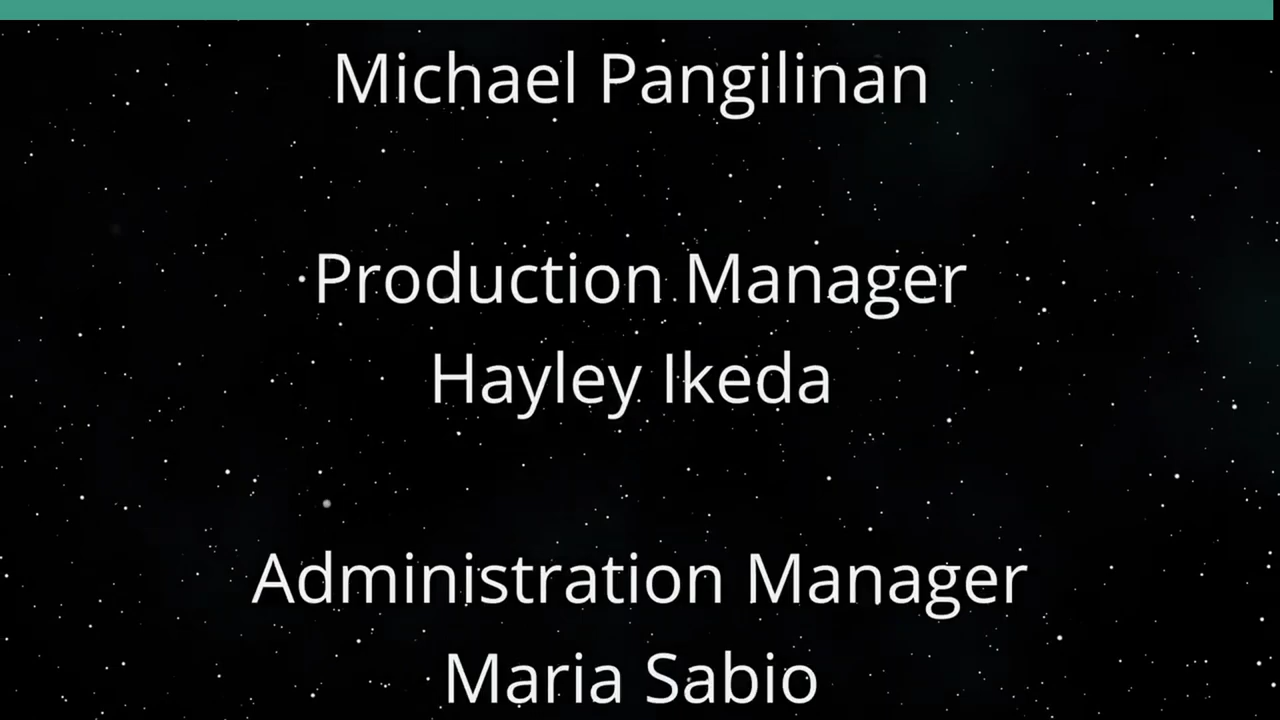 Michael Pangilinan
Production Manager
Hayley Ikeda
Administration Manager
Maria Sabio